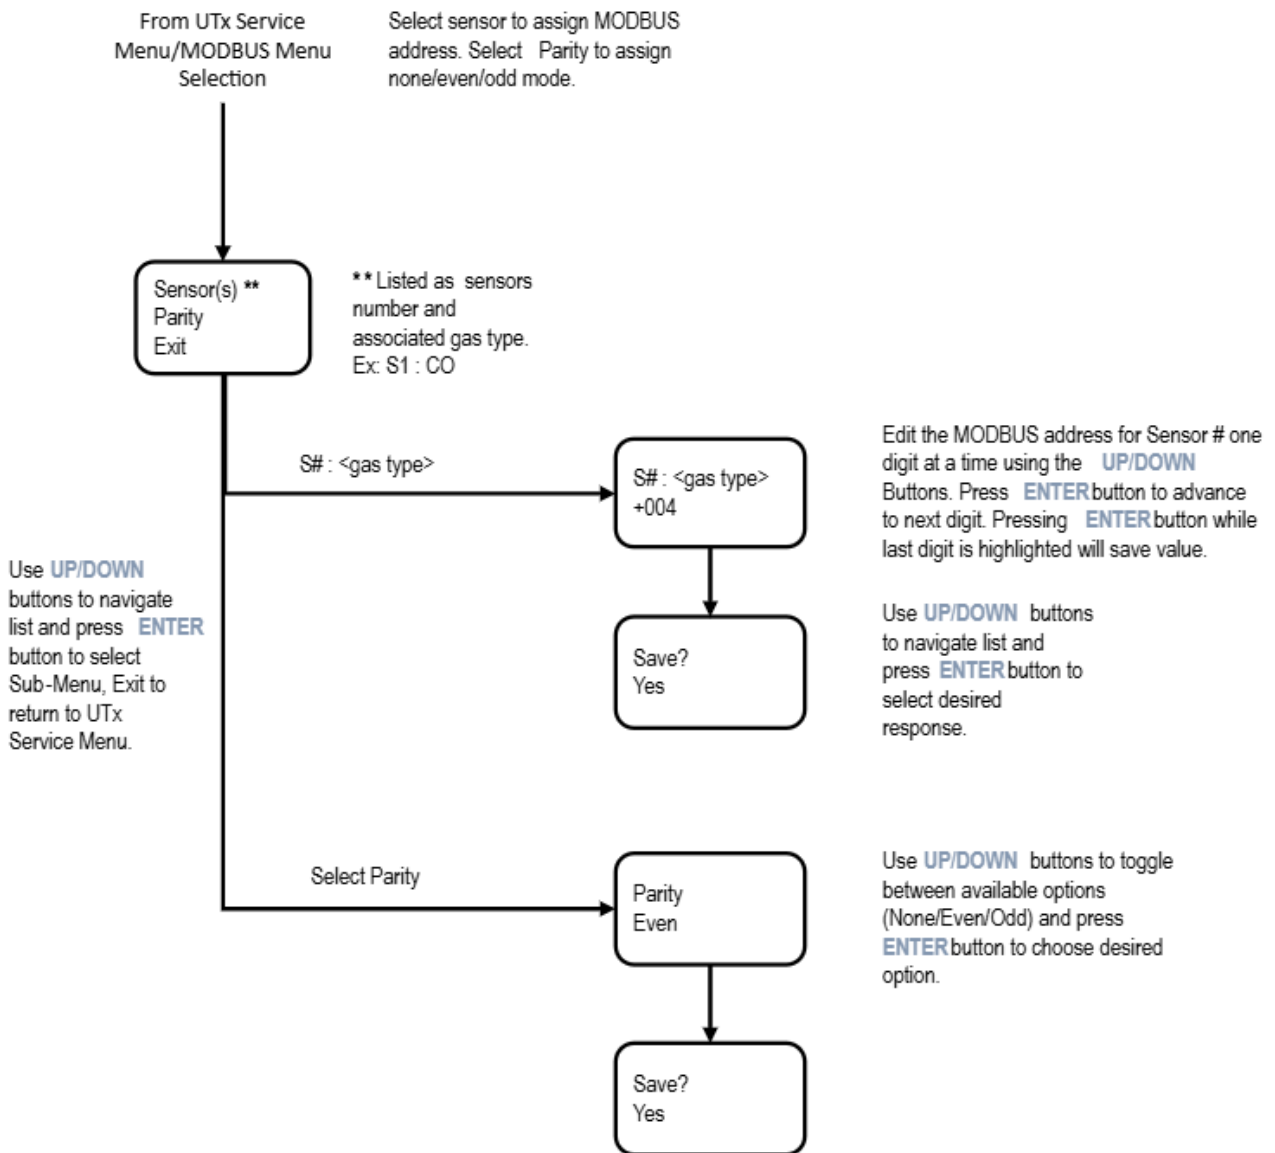 From UTx Service
Menu/MODBUS Menu
Selection
Select sensor to assign MODBUS
address. Select Parity to assign
none/even/odd mode.
Sensor(s) **
Parity
Exit
** Listed as sensors
number and
associated gas type.
Ex: S1 : CO
S# : <gas type>
S# : <gas type>
+004
Edit the MODBUS address for Sensor # one
digit at a time using the UP/DOWN
Buttons. Press ENTER button to advance
to next digit. Pressing ENTER button while
last digit is highlighted will save value.
Use UP/DOWN
buttons to navigate
list and press ENTER
button to select
Sub-Menu, Exit to
return to UTx
Service Menu.
Save?
Yes
Use UP/DOWN buttons
to navigate list and
press ENTER button to
select desired
response.
Select Parity
Parity
Even
Use UP/DOWN buttons to toggle
between available options
(None/Even/Odd) and press
ENTER button to choose desired
option.
Save?
Yes